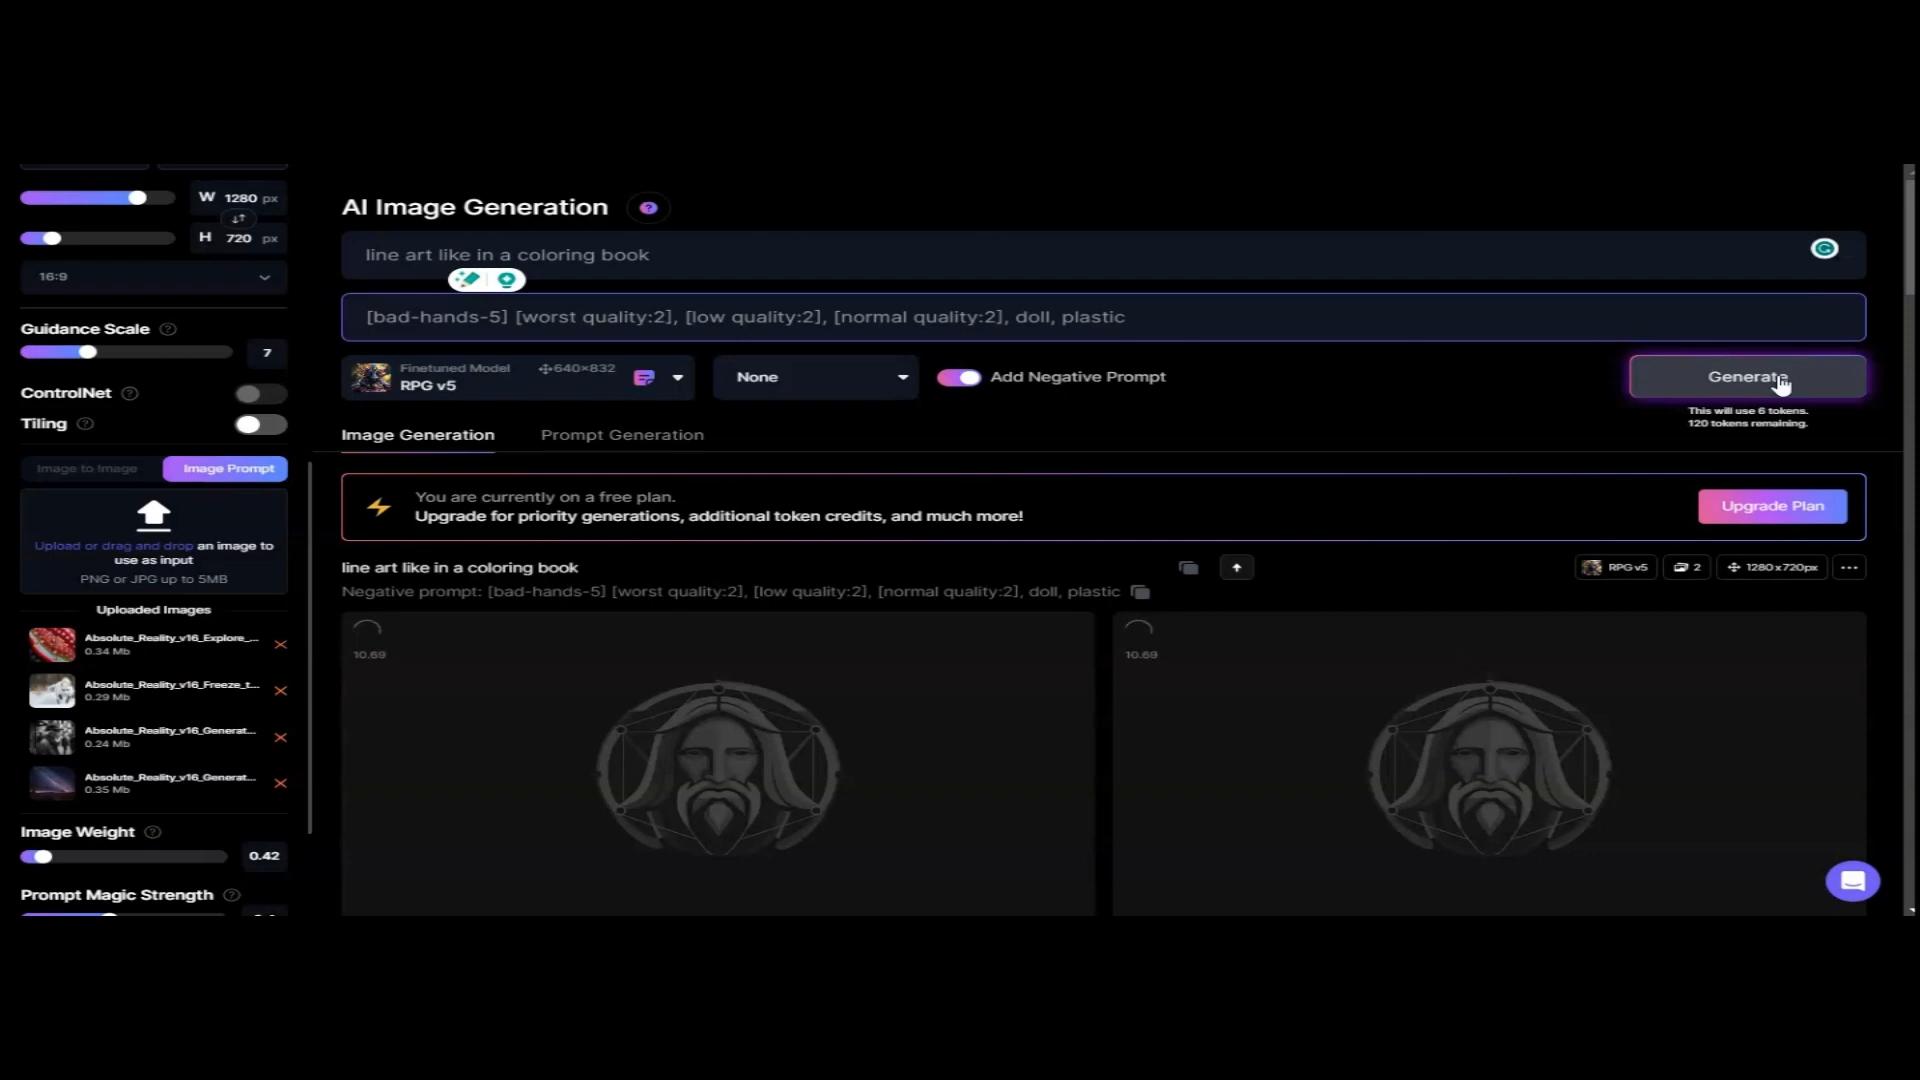 W 1280 px
H 720 px
16:9
Guidance Scale ?
7
ControlNet ?
Tiling ?
Image to Image Image Prompt
Upload or drag and drop an image to
use as input
PNG or JPG up to 5MB
Uploaded Images
Absolute_Reality_v16_Explore_...
0.34 Mb
Absolute_Reality_v16_Freeze_t...
0.29 Mb
Absolute_Reality_v16_Generat...
0.24 Mb
Absolute_Reality_v16_Generat...
0.35 Mb
Image Weight ?
0.42
Prompt Magic Strength ?
AI Image Generation ?
line art like in a coloring book
[bad-hands-5] [worst quality:2], [low quality:2], [normal quality:2], doll, plastic
Finetuned Model 640×832
RPG v5
None
Add Negative Prompt
Generate
This will use 6 tokens.
120 tokens remaining.
Image Generation Prompt Generation
You are currently on a free plan.
Upgrade for priority generations, additional token credits, and much more!
Upgrade Plan
line art like in a coloring book
RPG v5 2 1280x720px ...
Negative prompt: [bad-hands-5] [worst quality:2], [low quality:2], [normal quality:2], doll, plastic
10.69
10.69